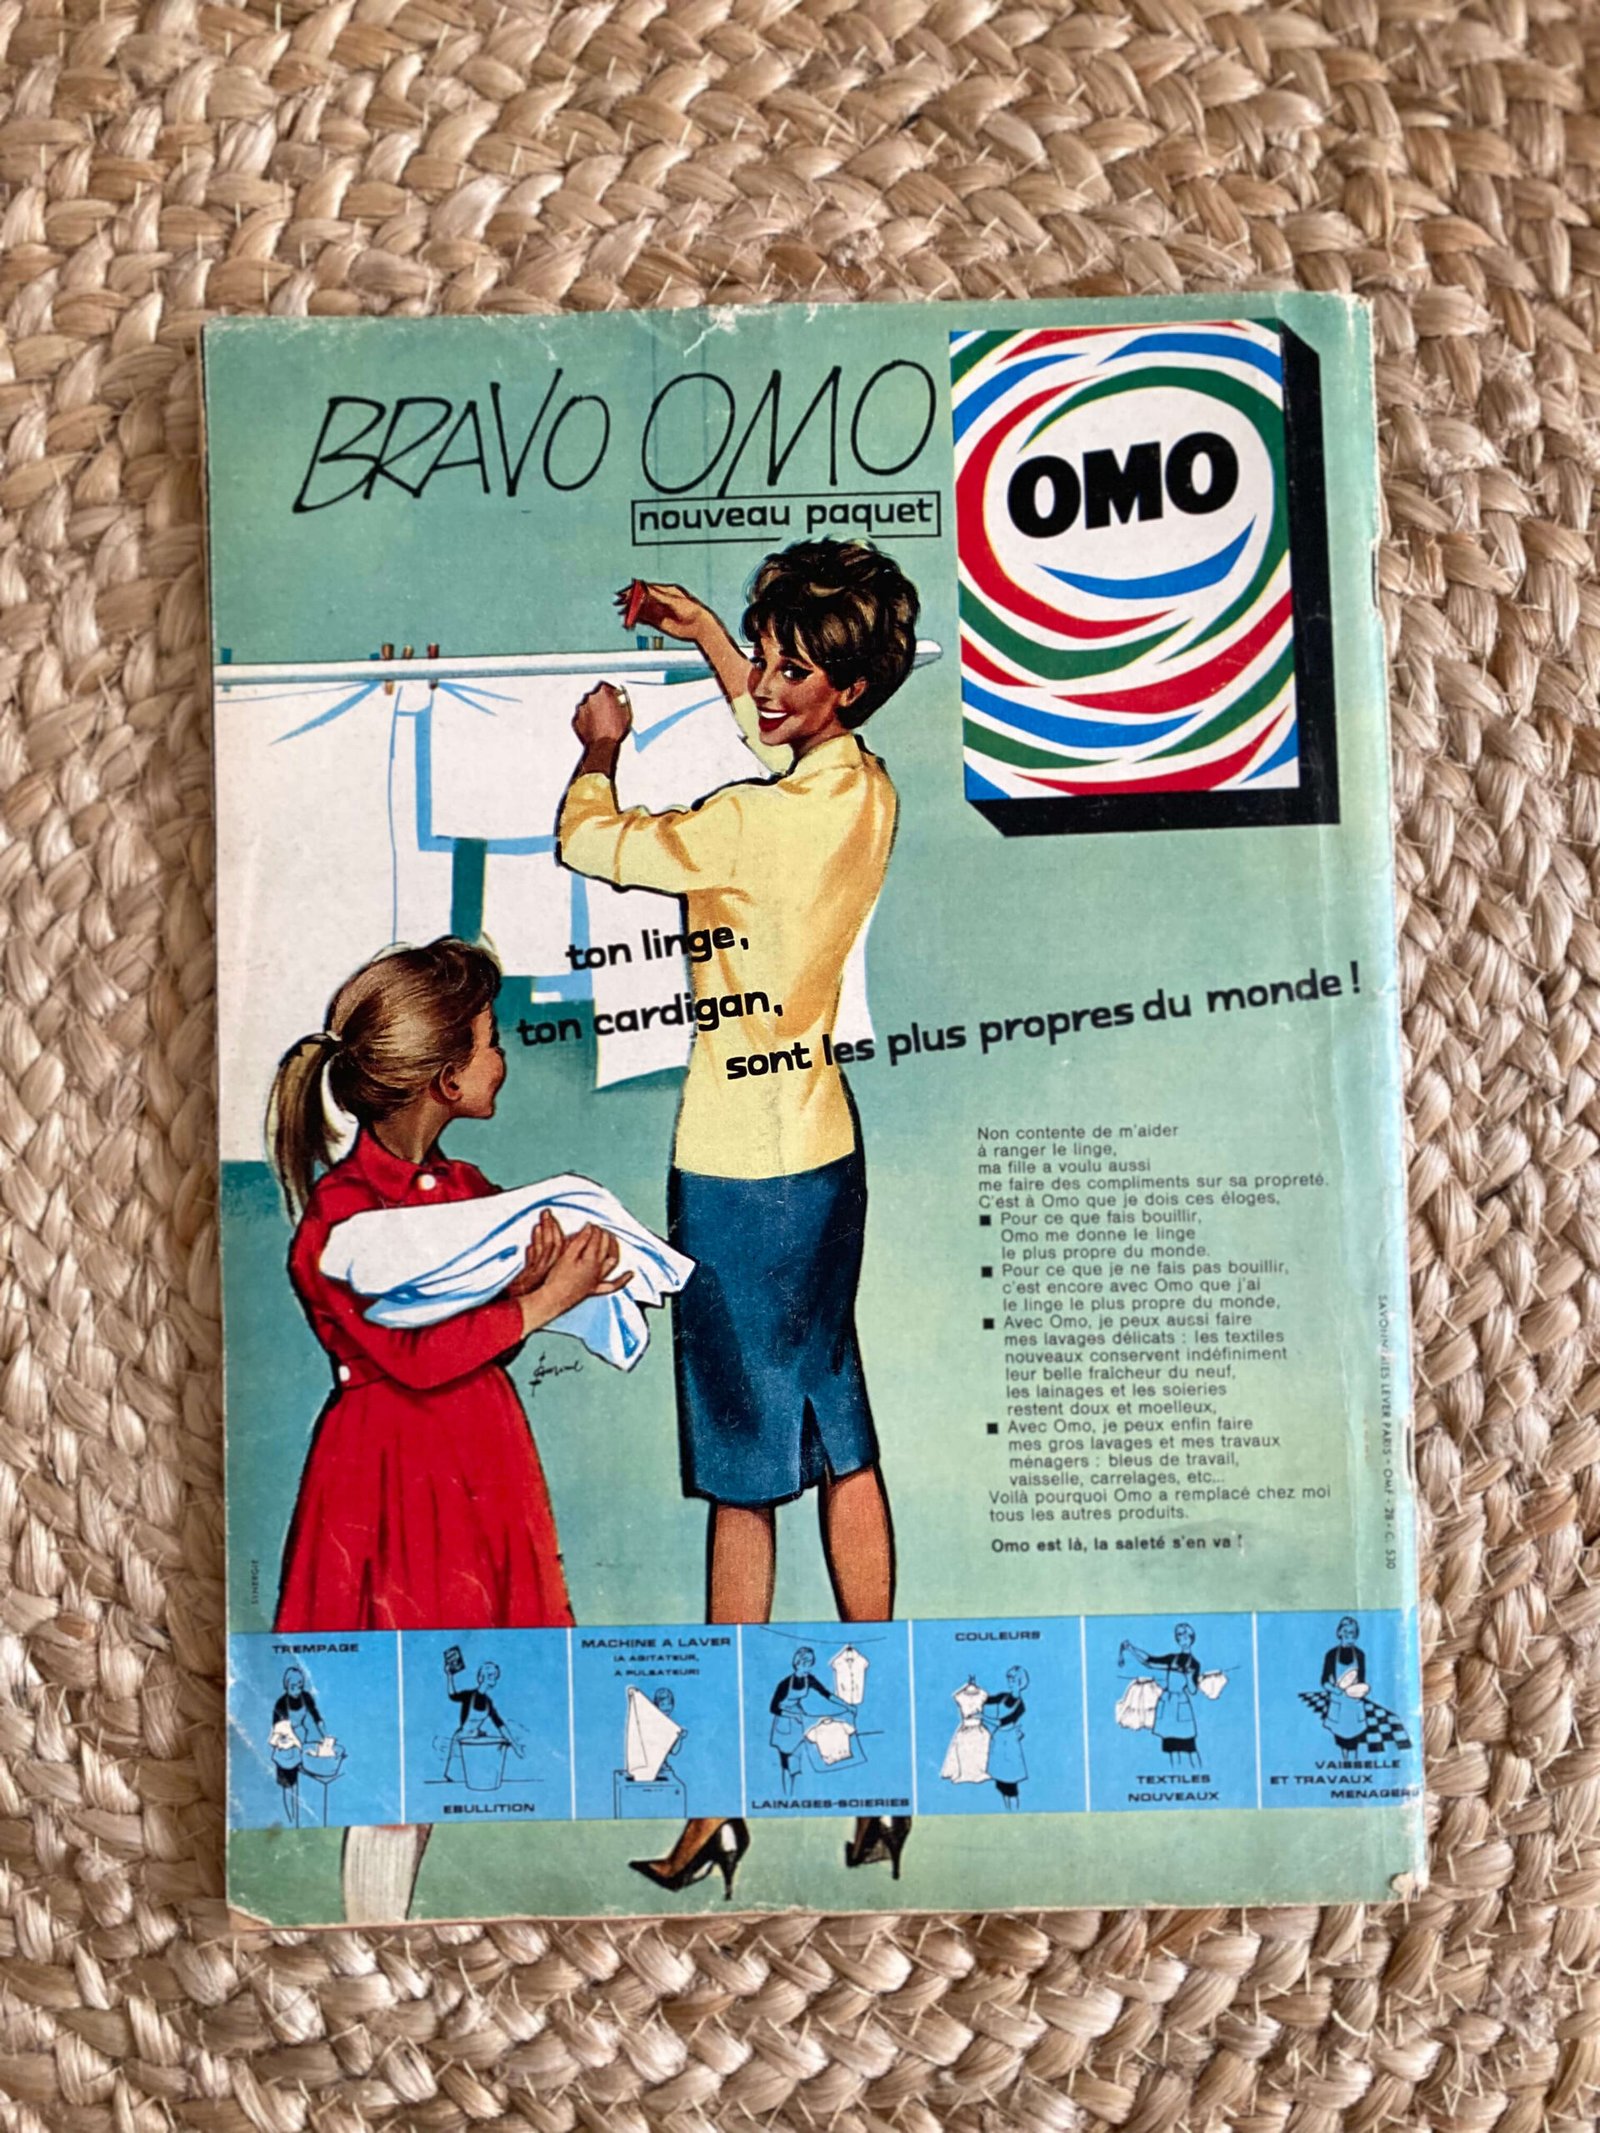 BRAVO OMO
nouveau paquet
OMO
ton linge,
ton cardigan,
sont les plus propres du monde !
Non contente de m'aider
à ranger le linge,
ma fille a voulu aussi
me faire des compliments sur sa propreté.
C'est à Omo que je dois ces éloges.
■ Pour ce que fais bouillir,
Omo me donne le linge
le plus propre du monde.
■ Pour ce que je ne fais pas bouillir,
c'est encore avec Omo que j'ai
le linge le plus propre du monde,
■ Avec Omo, je peux aussi faire
mes lavages délicats : les textiles
nouveaux conservent indéfiniment
leur belle fraîcheur du neuf,
les lainages et les soieries
restent doux et moelleux,
■ Avec Omo, je peux enfin faire
mes gros lavages et mes travaux
ménagers : bleus de travail,
vaisselle, carrelages, etc...
Voilà pourquoi Omo a remplacé chez moi
tous les autres produits.
Omo est là, la saleté s'en va !
SAVONNERIES LEVER PARIS - OMF - 28 - C. 530
SYNERGIE
TREMPAGE
EBULLITION
MACHINE A LAVER
(A AGITATEUR,
A PULSATEUR)
LAINAGES-SOIERIES
COULEURS
TEXTILES
NOUVEAUX
VAISSELLE
ET TRAVAUX
MENAGERS